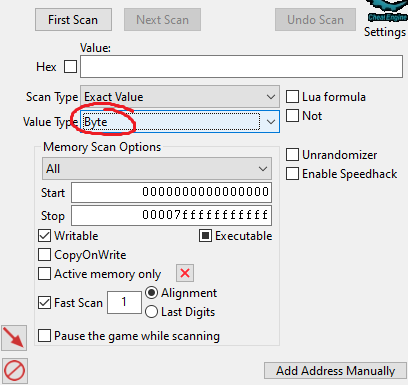 First Scan Next Scan Undo Scan
Cheat Engine
Settings
Value:
Hex
Scan Type Exact Value Lua formula
Value Type Byte Not
Memory Scan Options
All Unrandomizer
Enable Speedhack
Start 0000000000000000
Stop 00007fffffffffff
Writable Executable
CopyOnWrite
Active memory only
Fast Scan 1 Alignment
Last Digits
Pause the game while scanning
Add Address Manually